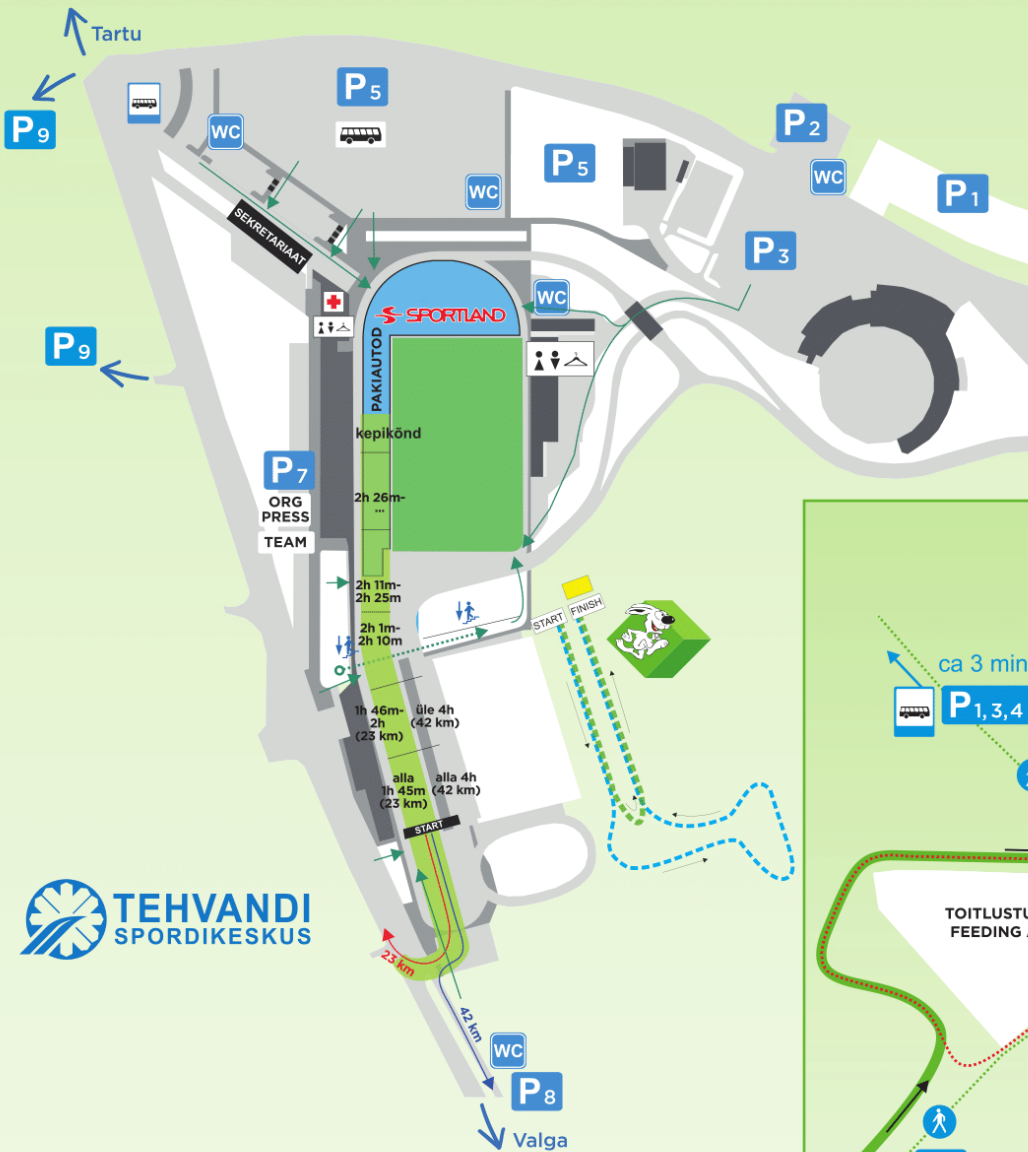 Tartu
P9
P5
WC
P5
WC
P2
WC
P1
P3
SEKRETARIAAT
WC
SPORTLAND
PAKIAUTOD
P9
kepikõnd
P7
ORG
PRESS
TEAM
2h 26m-
...
2h 11m-
2h 25m
2h 1m-
2h 10m
START
FINISH
1h 46m-
2h
(23 km)
üle 4h
(42 km)
alla
1h 45m
(23 km)
alla 4h
(42 km)
START
ca 3 min
P1,3,4
TEHVANDI
SPORDIKESKUS
23 km
42 km
WC
P8
Valga
FEEDING